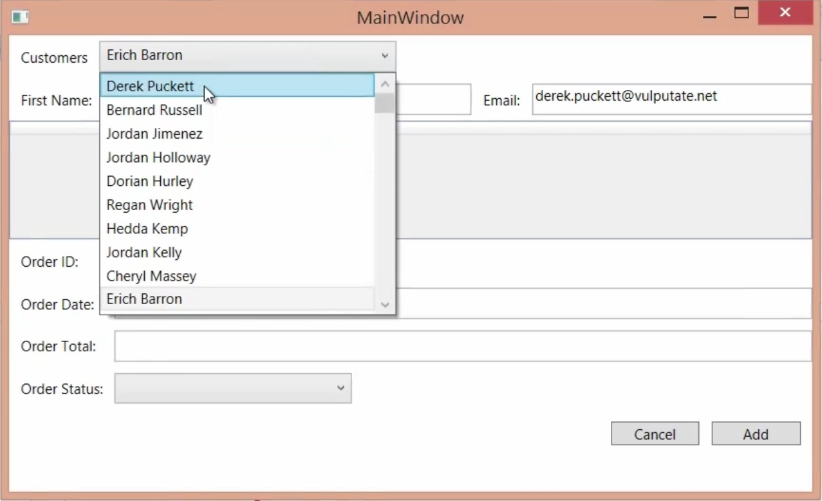 MainWindow
Customers
Erich Barron
Derek Puckett
Bernard Russell
Jordan Jimenez
Jordan Holloway
Dorian Hurley
Regan Wright
Hedda Kemp
Jordan Kelly
Cheryl Massey
Erich Barron
First Name:
Email:
derek.puckett@vulputate.net
Order ID:
Order Date:
Order Total:
Order Status:
Cancel
Add